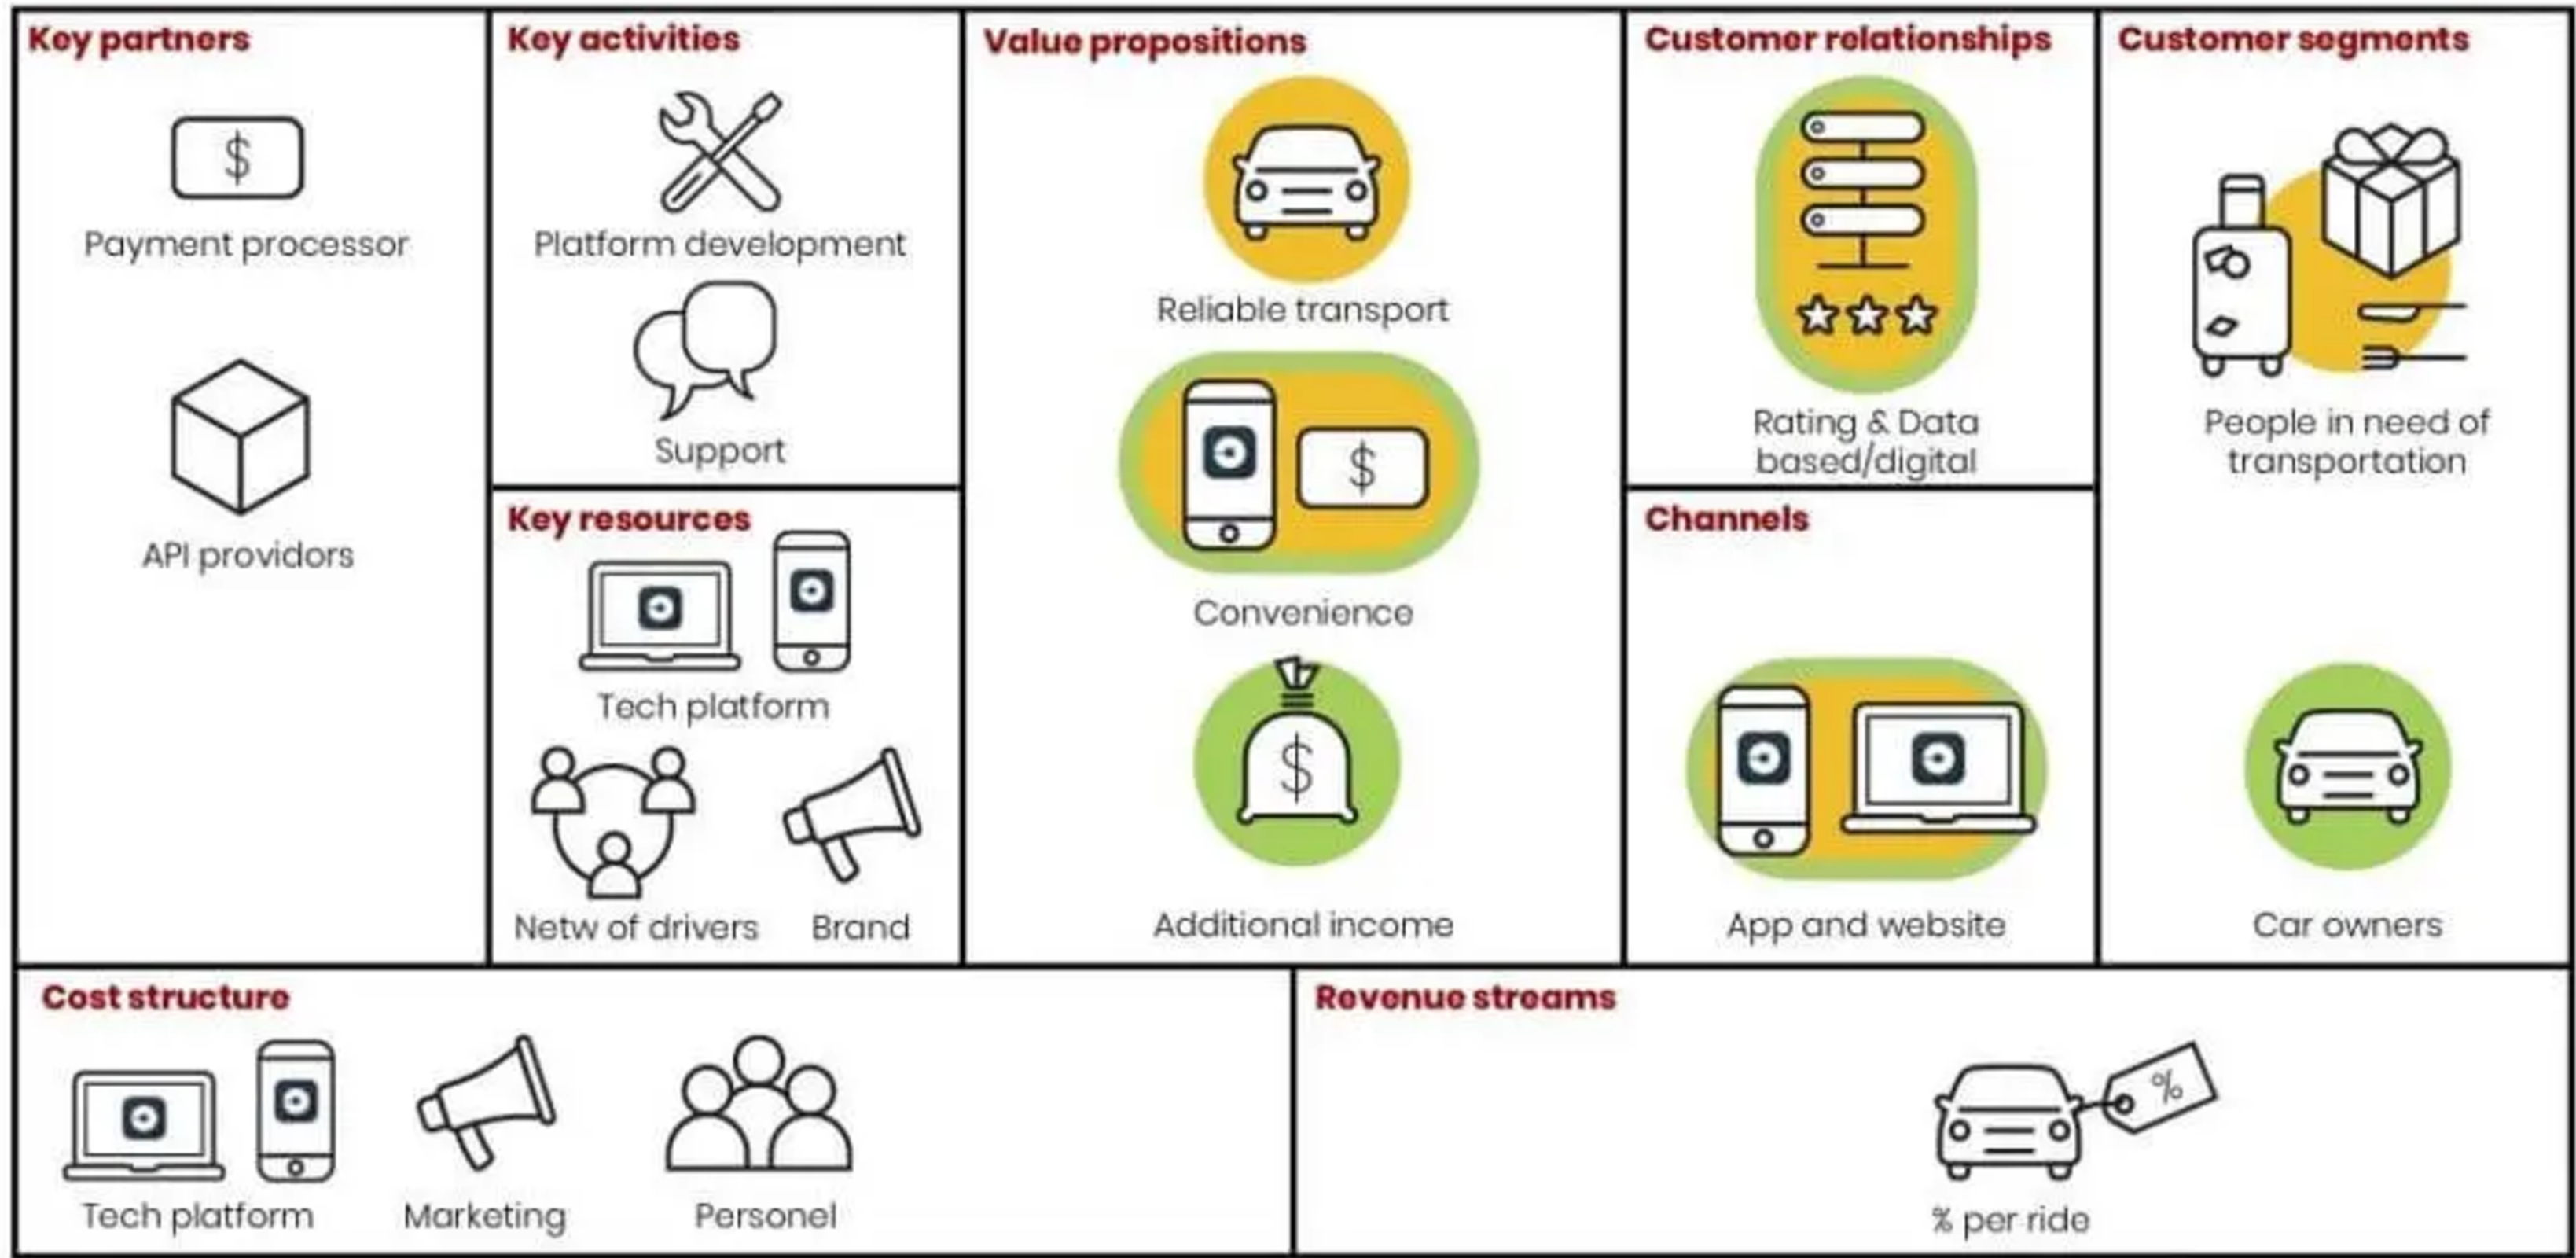 Key partners
$
Payment processor
API providors
Key activities
Platform development
Support
Key resources
Tech platform
Netw of drivers
Brand
Value propositions
Reliable transport
$
Convenience
$
Additional income
Customer relationships
Rating & Data
based/digital
Channels
App and website
Customer segments
People in need of
transportation
Car owners
Cost structure
Tech platform
Marketing
Personel
Revenue streams
%
% per ride